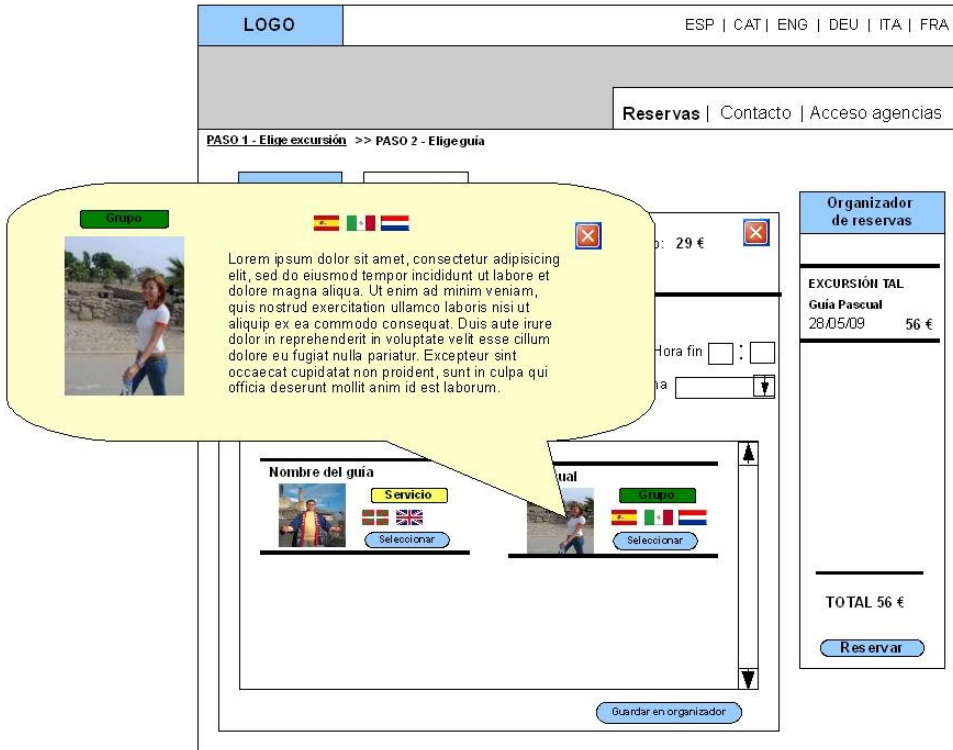 LOGO
ESP | CAT | ENG | DEU | ITA | FRA
Reservas | Contacto | Acceso agencias
PASO 1 - Elige excursión >> PASO 2 - Elige guía
Grupo
Lorem ipsum dolor sit amet, consectetur adipisicing
elit, sed do eiusmod tempor incididunt ut labore et
dolore magna aliqua. Ut enim ad minim veniam,
quis nostrud exercitation ullamco laboris nisi ut
aliquip ex ea commodo consequat. Duis aute irure
dolor in reprehenderit in voluptate velit esse cillum
dolore eu fugiat nulla pariatur. Excepteur sint
occaecat cupidatat non proident, sunt in culpa qui
officia deserunt mollit anim id est laborum.
29 €
Hora fin :
Nombre del guía
Servicio
Seleccionar
Grupo
Seleccionar
Guardar en organizador
Organizador
de reservas
EXCURSIÓN TAL
Guía Pascual
28/05/09 56 €
TOTAL 56 €
Reservar